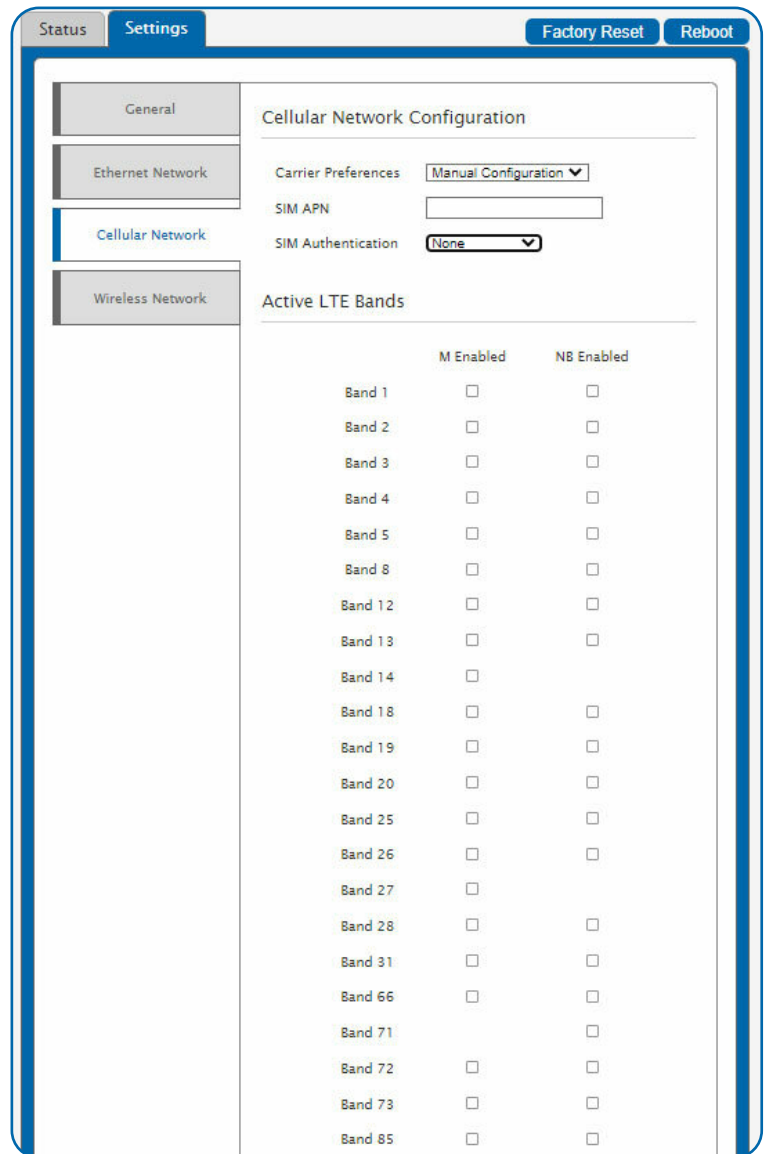 Status Settings Factory Reset Reboot
General
Ethernet Network
Cellular Network
Wireless Network
Cellular Network Configuration
Carrier Preferences Manual Configuration
SIM APN
SIM Authentication None
Active LTE Bands
M Enabled NB Enabled
Band 1
Band 2
Band 3
Band 4
Band 5
Band 8
Band 12
Band 13
Band 14
Band 18
Band 19
Band 20
Band 25
Band 26
Band 27
Band 28
Band 31
Band 66
Band 71
Band 72
Band 73
Band 85